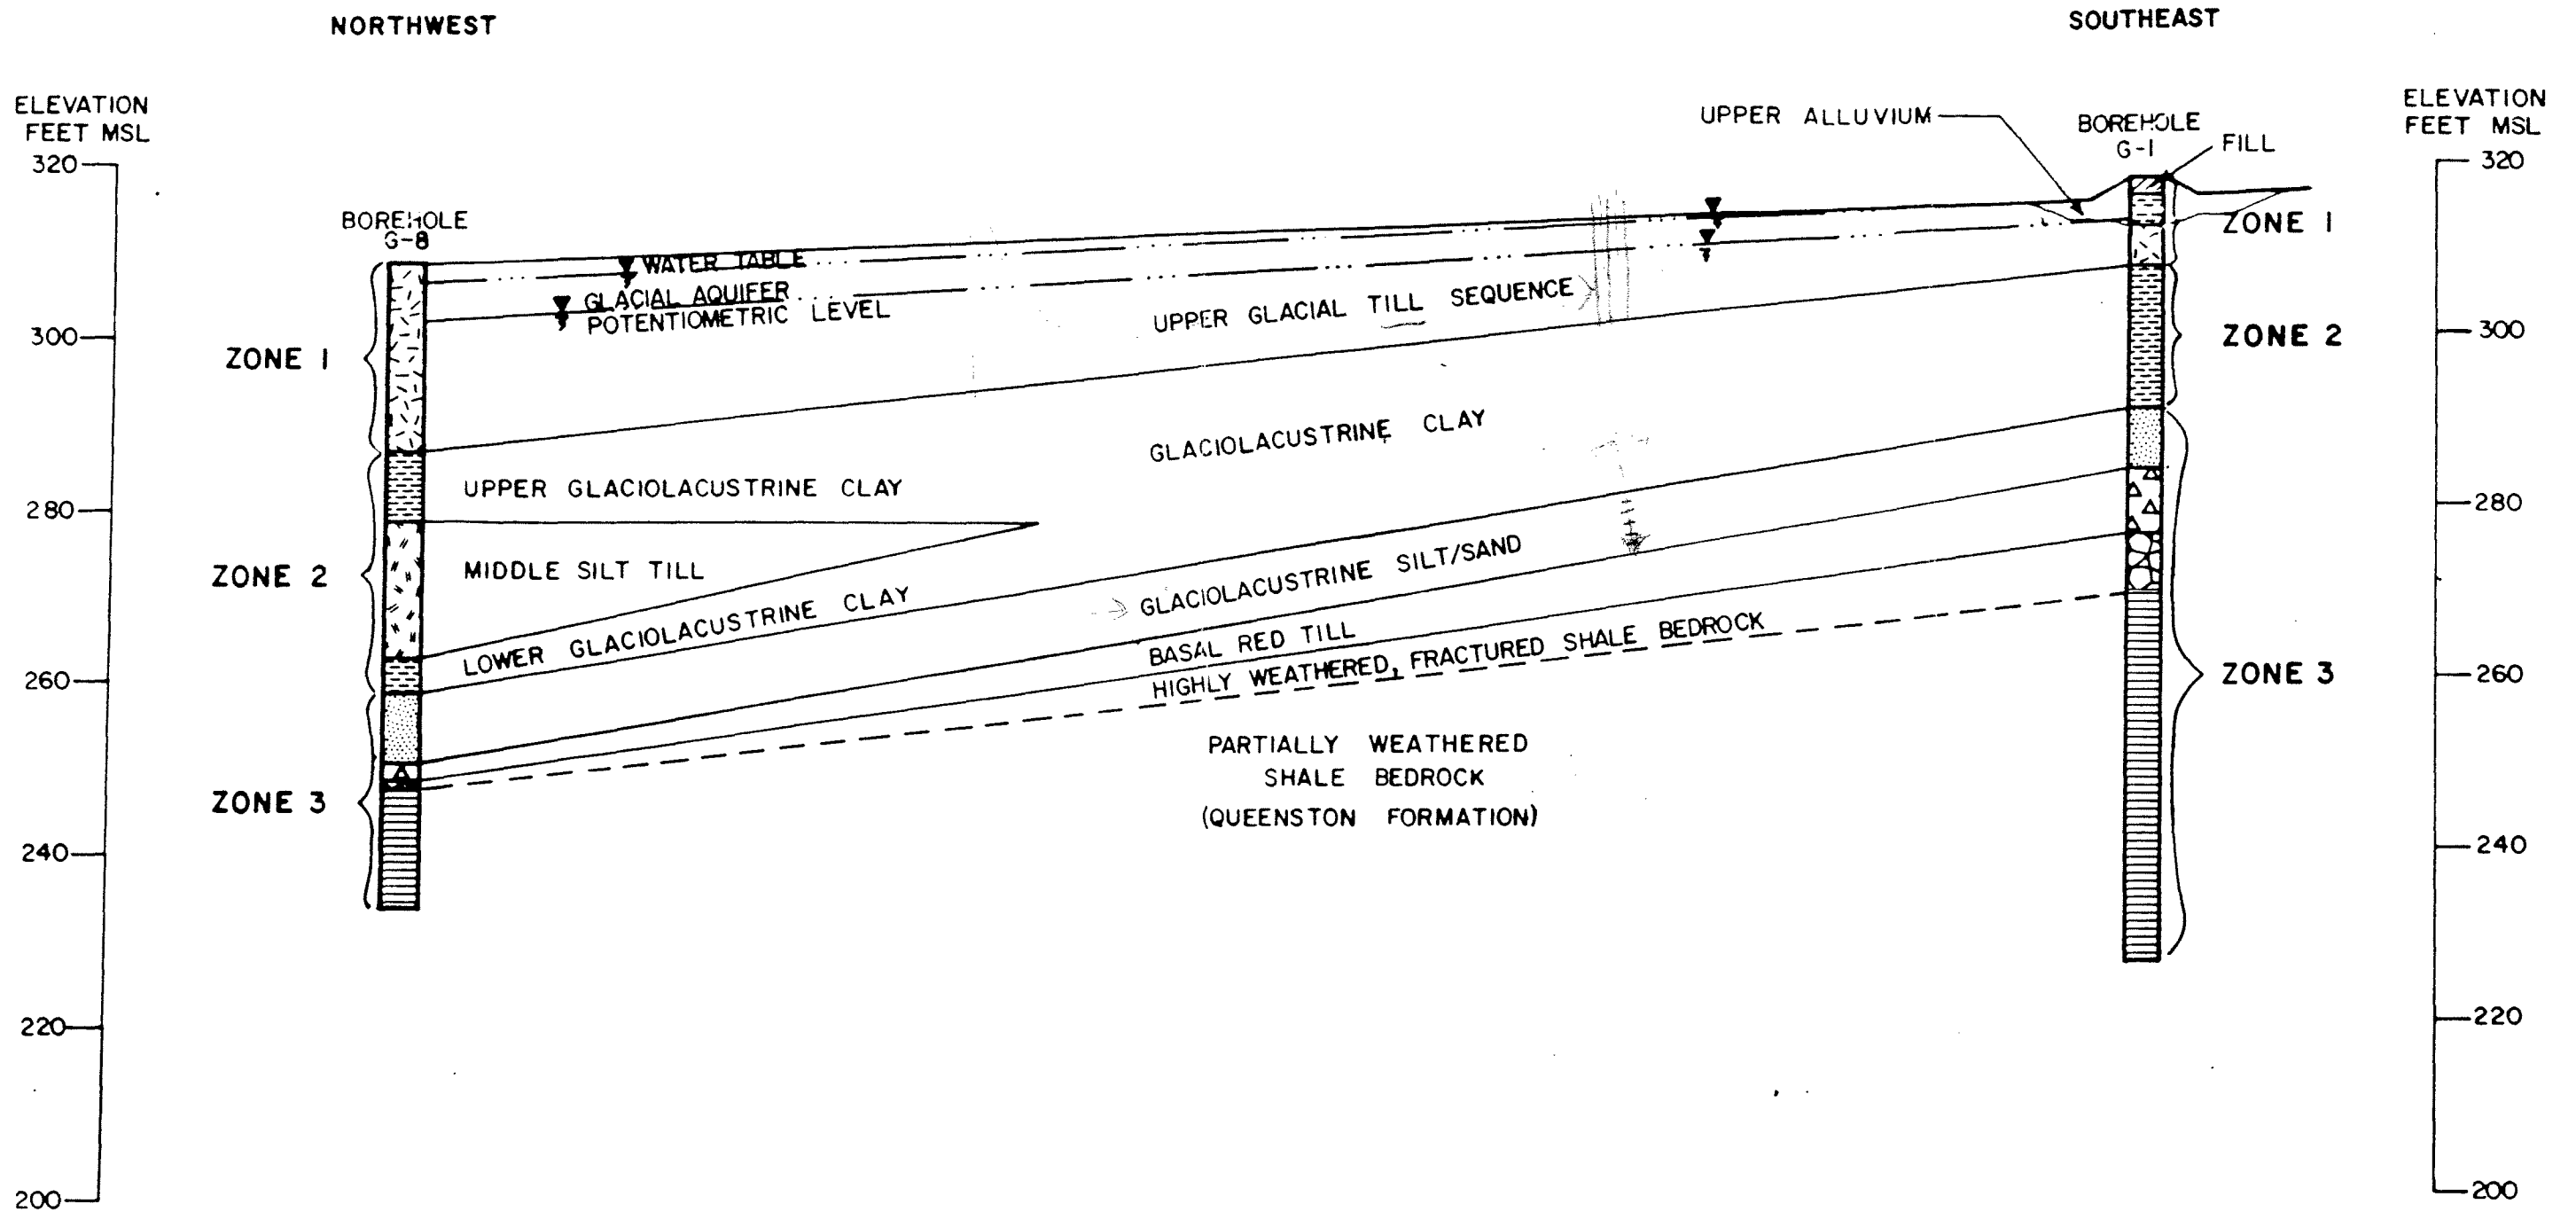 NORTHWEST
SOUTHEAST
ELEVATION
FEET MSL
ELEVATION
FEET MSL
UPPER ALLUVIUM
BOREHOLE
G-1
FILL
320
320
BOREHOLE
G-8
ZONE 1
WATER TABLE
GLACIAL AQUIFER
POTENTIOMETRIC LEVEL
UPPER GLACIAL TILL SEQUENCE
300
300
ZONE 1
ZONE 2
GLACIOLACUSTRINE CLAY
UPPER GLACIOLACUSTRINE CLAY
280
280
MIDDLE SILT TILL
ZONE 2
GLACIOLACUSTRINE SILT/SAND
LOWER GLACIOLACUSTRINE CLAY
BASAL RED TILL
HIGHLY WEATHERED, FRACTURED SHALE BEDROCK
260
260
ZONE 3
PARTIALLY WEATHERED
SHALE BEDROCK
(QUEENSTON FORMATION)
ZONE 3
240
240
220
220
200
200